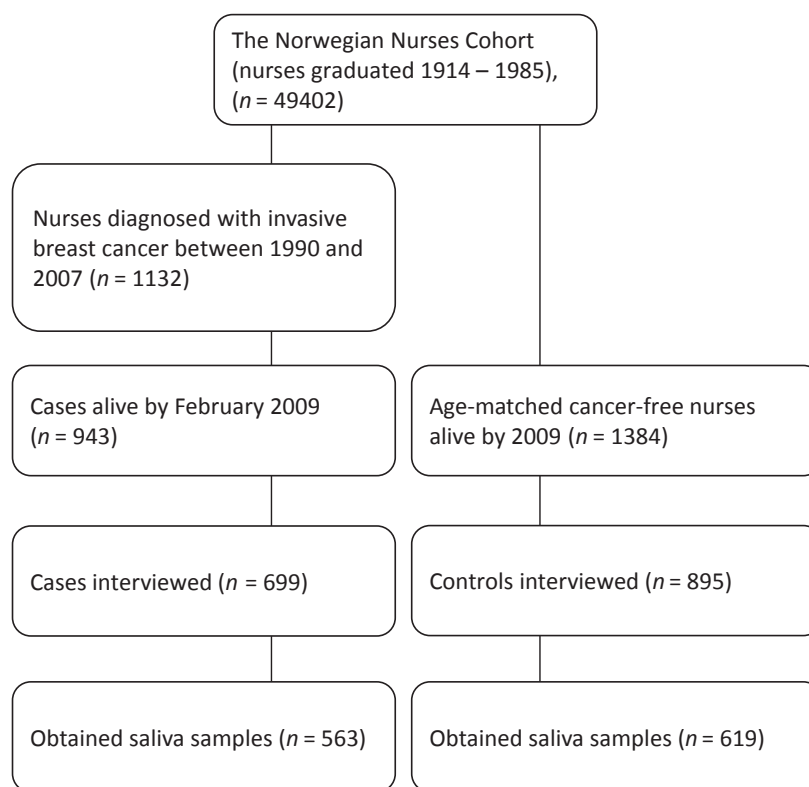 The Norwegian Nurses Cohort
(nurses graduated 1914 – 1985),
(n = 49402)
Nurses diagnosed with invasive
breast cancer between 1990 and
2007 (n = 1132)
Cases alive by February 2009
(n = 943)
Age-matched cancer-free nurses
alive by 2009 (n = 1384)
Cases interviewed (n = 699)
Controls interviewed (n = 895)
Obtained saliva samples (n = 563)
Obtained saliva samples (n = 619)